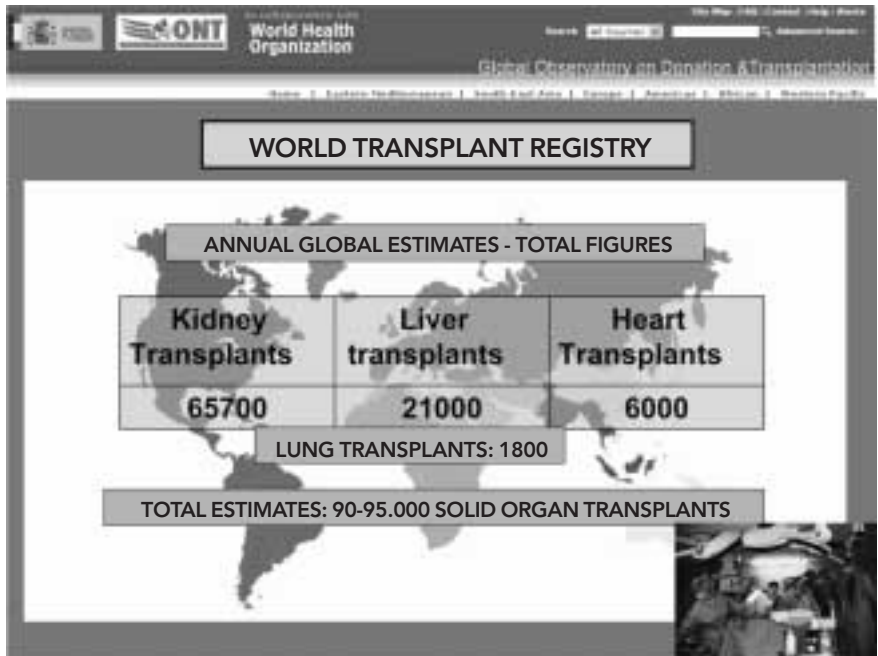 ONT
World Health
Organization
Global Observatory on Donation &Transplantation
WORLD TRANSPLANT REGISTRY
ANNUAL GLOBAL ESTIMATES - TOTAL FIGURES
Kidney Transplants
Liver transplants
Heart Transplants
65700
21000
6000
LUNG TRANSPLANTS: 1800
TOTAL ESTIMATES: 90-95.000 SOLID ORGAN TRANSPLANTS